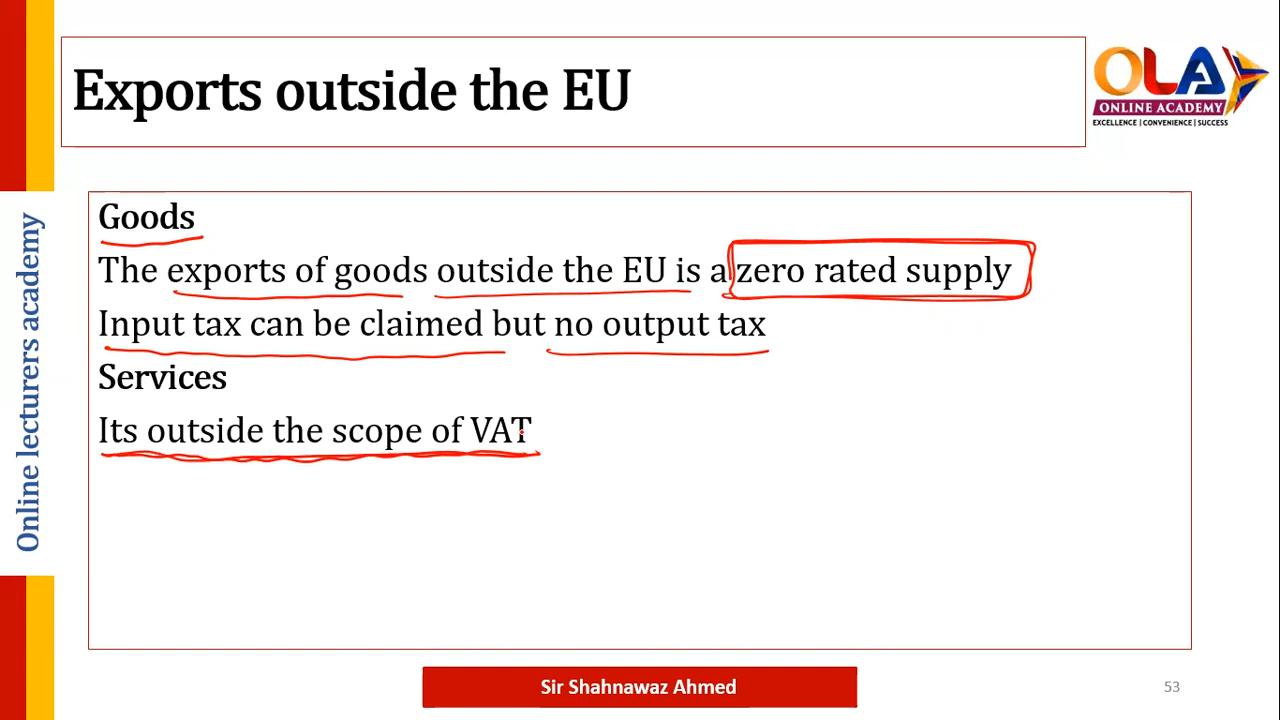 Exports outside the EU
OLA
ONLINE ACADEMY
EXCELLENCE | CONVENIENCE | SUCCESS
Online lecturers academy
Goods
The exports of goods outside the EU is a zero rated supply
Input tax can be claimed but no output tax
Services
Its outside the scope of VAT
Sir Shahnawaz Ahmed
53